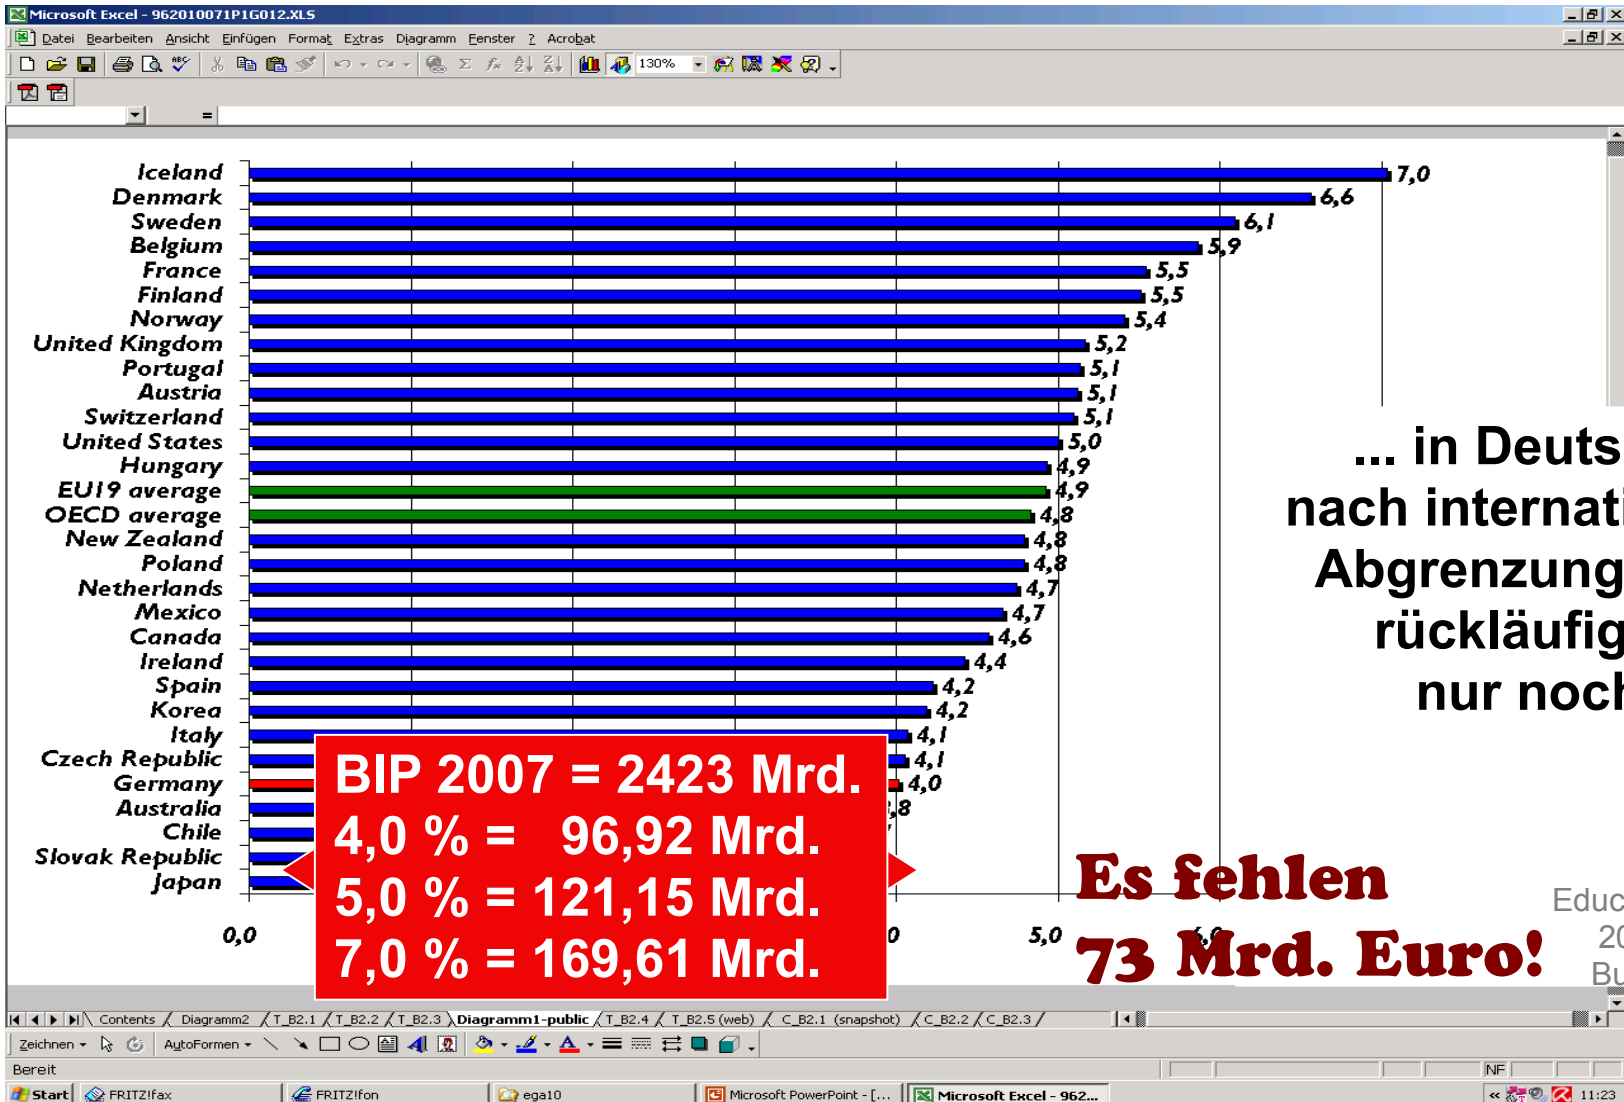 Microsoft Excel - 962010071P1G012.XLS
Datei Bearbeiten Ansicht Einfügen Format Extras Diagramm Fenster ? Acrobat
130%
=
Iceland 7,0
Denmark 6,6
Sweden 6,1
Belgium 5,9
France 5,5
Finland 5,5
Norway 5,4
United Kingdom 5,2
Portugal 5,1
Austria 5,1
Switzerland 5,1
United States 5,0
Hungary 4,9
EU19 average 4,9
OECD average 4,8
New Zealand 4,8
Poland 4,8
Netherlands 4,7
Mexico 4,7
Canada 4,6
Ireland 4,4
Spain 4,2
Korea 4,2
Italy 4,1
Czech Republic 4,1
Germany 4,0
Australia ,8
Chile
Slovak Republic
Japan
0,0 0 5,0 6,0
... in Deuts
nach internati
Abgrenzung
rückläufig
nur noch
BIP 2007 = 2423 Mrd.
4,0 % = 96,92 Mrd.
5,0 % = 121,15 Mrd.
7,0 % = 169,61 Mrd.
Es fehlen
73 Mrd. Euro!
Educ
20
Bu
Contents Diagramm2 T_B2.1 T_B2.2 T_B2.3 Diagramm1-public T_B2.4 T_B2.5 (web) C_B2.1 (snapshot) C_B2.2 C_B2.3
Zeichnen AutoFormen
Bereit NF
Start FRITZ!fax FRITZ!fon ega10 Microsoft PowerPoint - [... Microsoft Excel - 962... 11:23